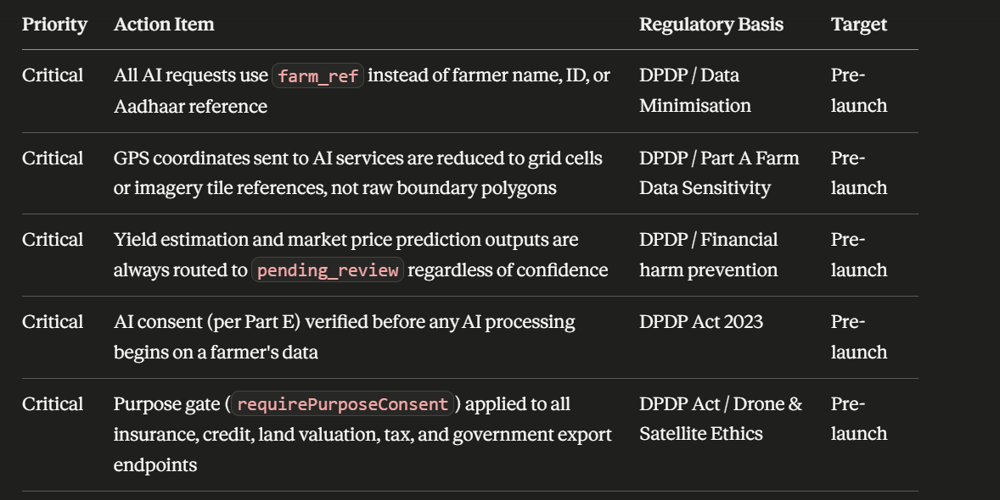 Priority Action Item Regulatory Basis Target
Critical All AI requests use farm_ref instead of farmer name, ID, or DPDP / Data Pre-
Aadhaar reference Minimisation launch
Critical GPS coordinates sent to AI services are reduced to grid cells DPDP / Part A Farm Pre-
or imagery tile references, not raw boundary polygons Data Sensitivity launch
Critical Yield estimation and market price prediction outputs are DPDP / Financial Pre-
always routed to pending_review regardless of confidence harm prevention launch
Critical AI consent (per Part E) verified before any AI processing DPDP Act 2023 Pre-
begins on a farmer's data launch
Critical Purpose gate (requirePurposeConsent) applied to all DPDP Act / Drone & Pre-
insurance, credit, land valuation, tax, and government export Satellite Ethics launch
endpoints